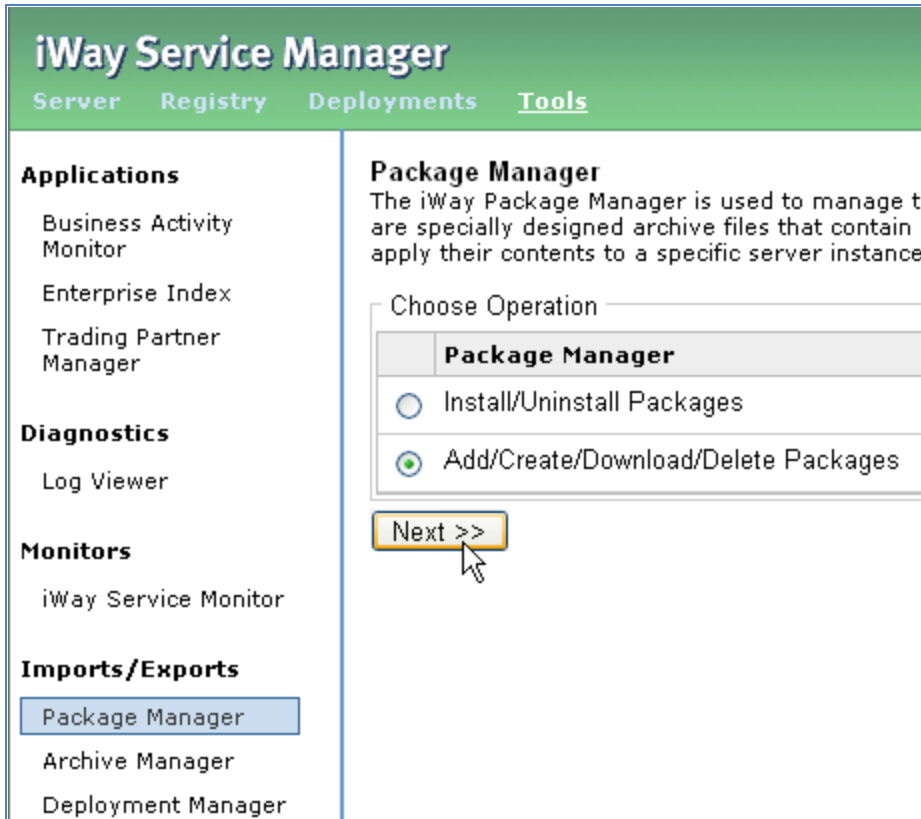 iWay Service Manager
Server Registry Deployments Tools
Applications
Business Activity
Monitor
Enterprise Index
Trading Partner
Manager
Diagnostics
Log Viewer
Monitors
iWay Service Monitor
Imports/Exports
Package Manager
Archive Manager
Deployment Manager
Package Manager
The iWay Package Manager is used to manage t
are specially designed archive files that contain
apply their contents to a specific server instance
Choose Operation
Package Manager
Install/Uninstall Packages
Add/Create/Download/Delete Packages
Next >>